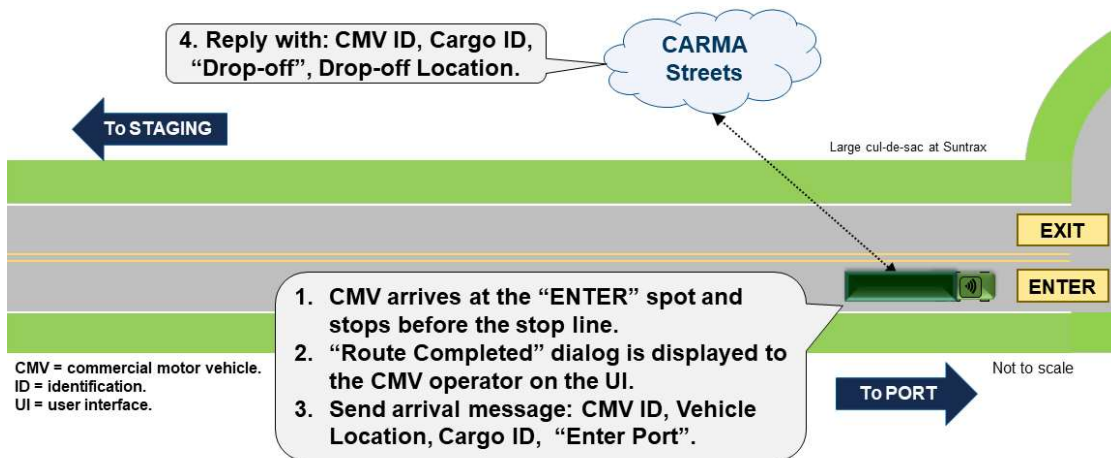 4. Reply with: CMV ID, Cargo ID,
“Drop-off”, Drop-off Location.
CARMA
Streets
To STAGING
Large cul-de-sac at Suntrax
EXIT
ENTER
1. CMV arrives at the “ENTER” spot and
stops before the stop line.
2. “Route Completed” dialog is displayed to
the CMV operator on the UI.
3. Send arrival message: CMV ID, Vehicle
Location, Cargo ID, “Enter Port”.
CMV = commercial motor vehicle.
ID = identification.
UI = user interface.
To PORT
Not to scale